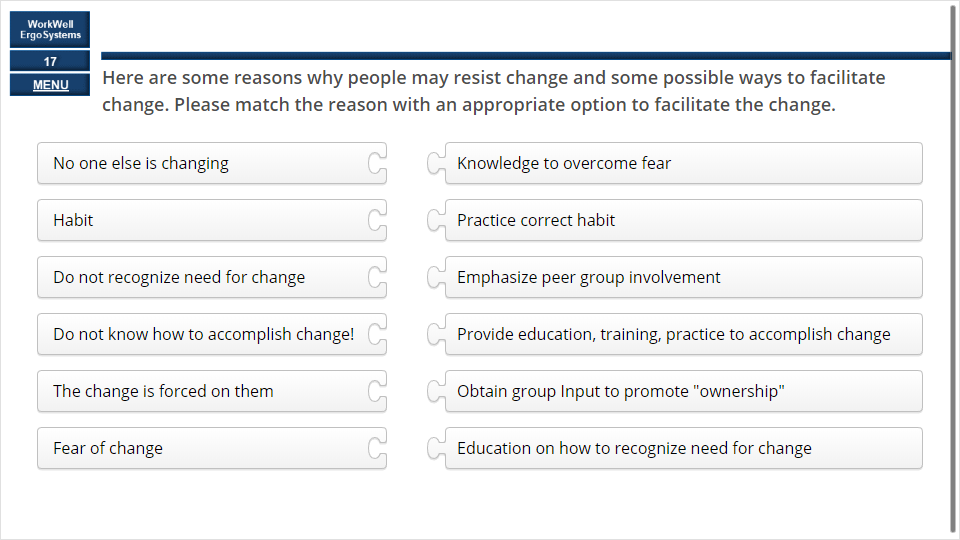 WorkWell
ErgoSystems
17
MENU
Here are some reasons why people may resist change and some possible ways to facilitate
change. Please match the reason with an appropriate option to facilitate the change.
No one else is changing
Knowledge to overcome fear
Habit
Practice correct habit
Do not recognize need for change
Emphasize peer group involvement
Do not know how to accomplish change!
Provide education, training, practice to accomplish change
The change is forced on them
Obtain group Input to promote "ownership"
Fear of change
Education on how to recognize need for change